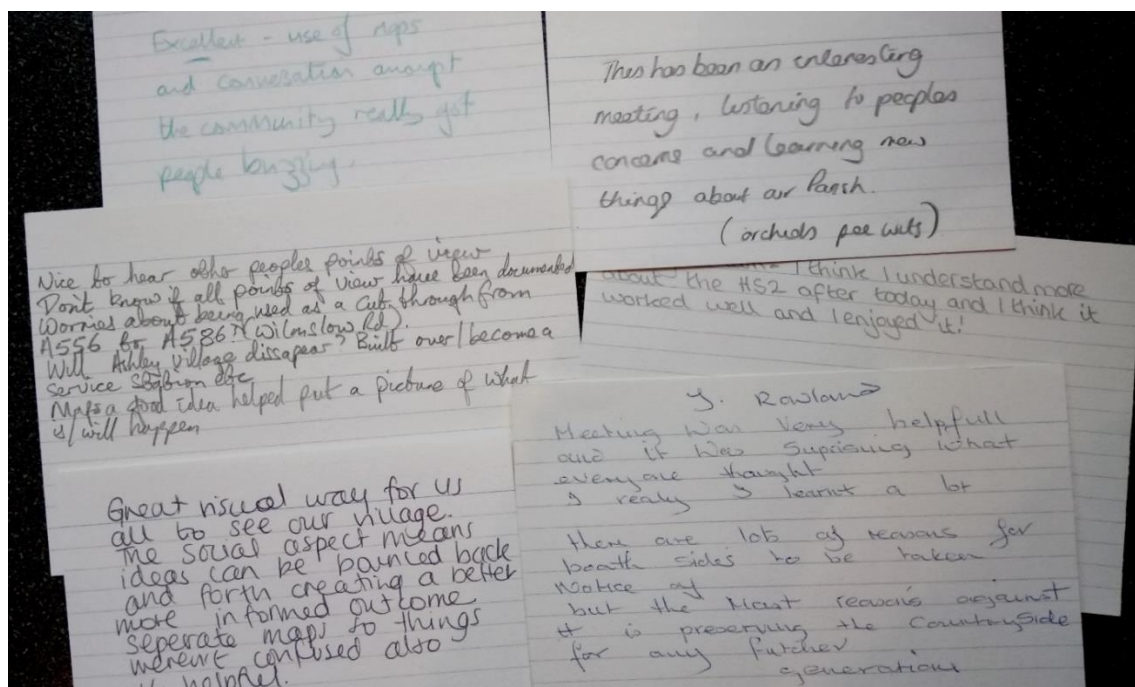 Excellent - use of maps
and conversation amongst
the community really got
people buzzing.
This has been an interesting
meeting, listening to peoples
concerns and learning new
things about our Parish.
(orchids pee wits)
Nice to hear other peoples points of view
Don't know if all points of view have been documented
Worries about being used as a cut through from
A556 to A586? (Wilmslow Rd).
Will Ashley Village dissapear? Built over/become a
service station etc
Maps a good idea helped put a picture of what
is/will happen
about the HS2 after today and I think it
I think I understand more
worked well and I enjoyed it!
Great visual way for us
all to see our village.
The social aspect means
ideas can be bounced back
and forth creating a better
more informed outcome
seperate maps so things
weren't confused also
helpful.
Y. Rowland
Meeting was very helpfull
and it was suprising what
everyone thought
I realy I learnt a lot
there are lots of reasons for
boath sides to be taken
Notice of
but the Most reasons against
it is preserving the Countryside
for any further
generations